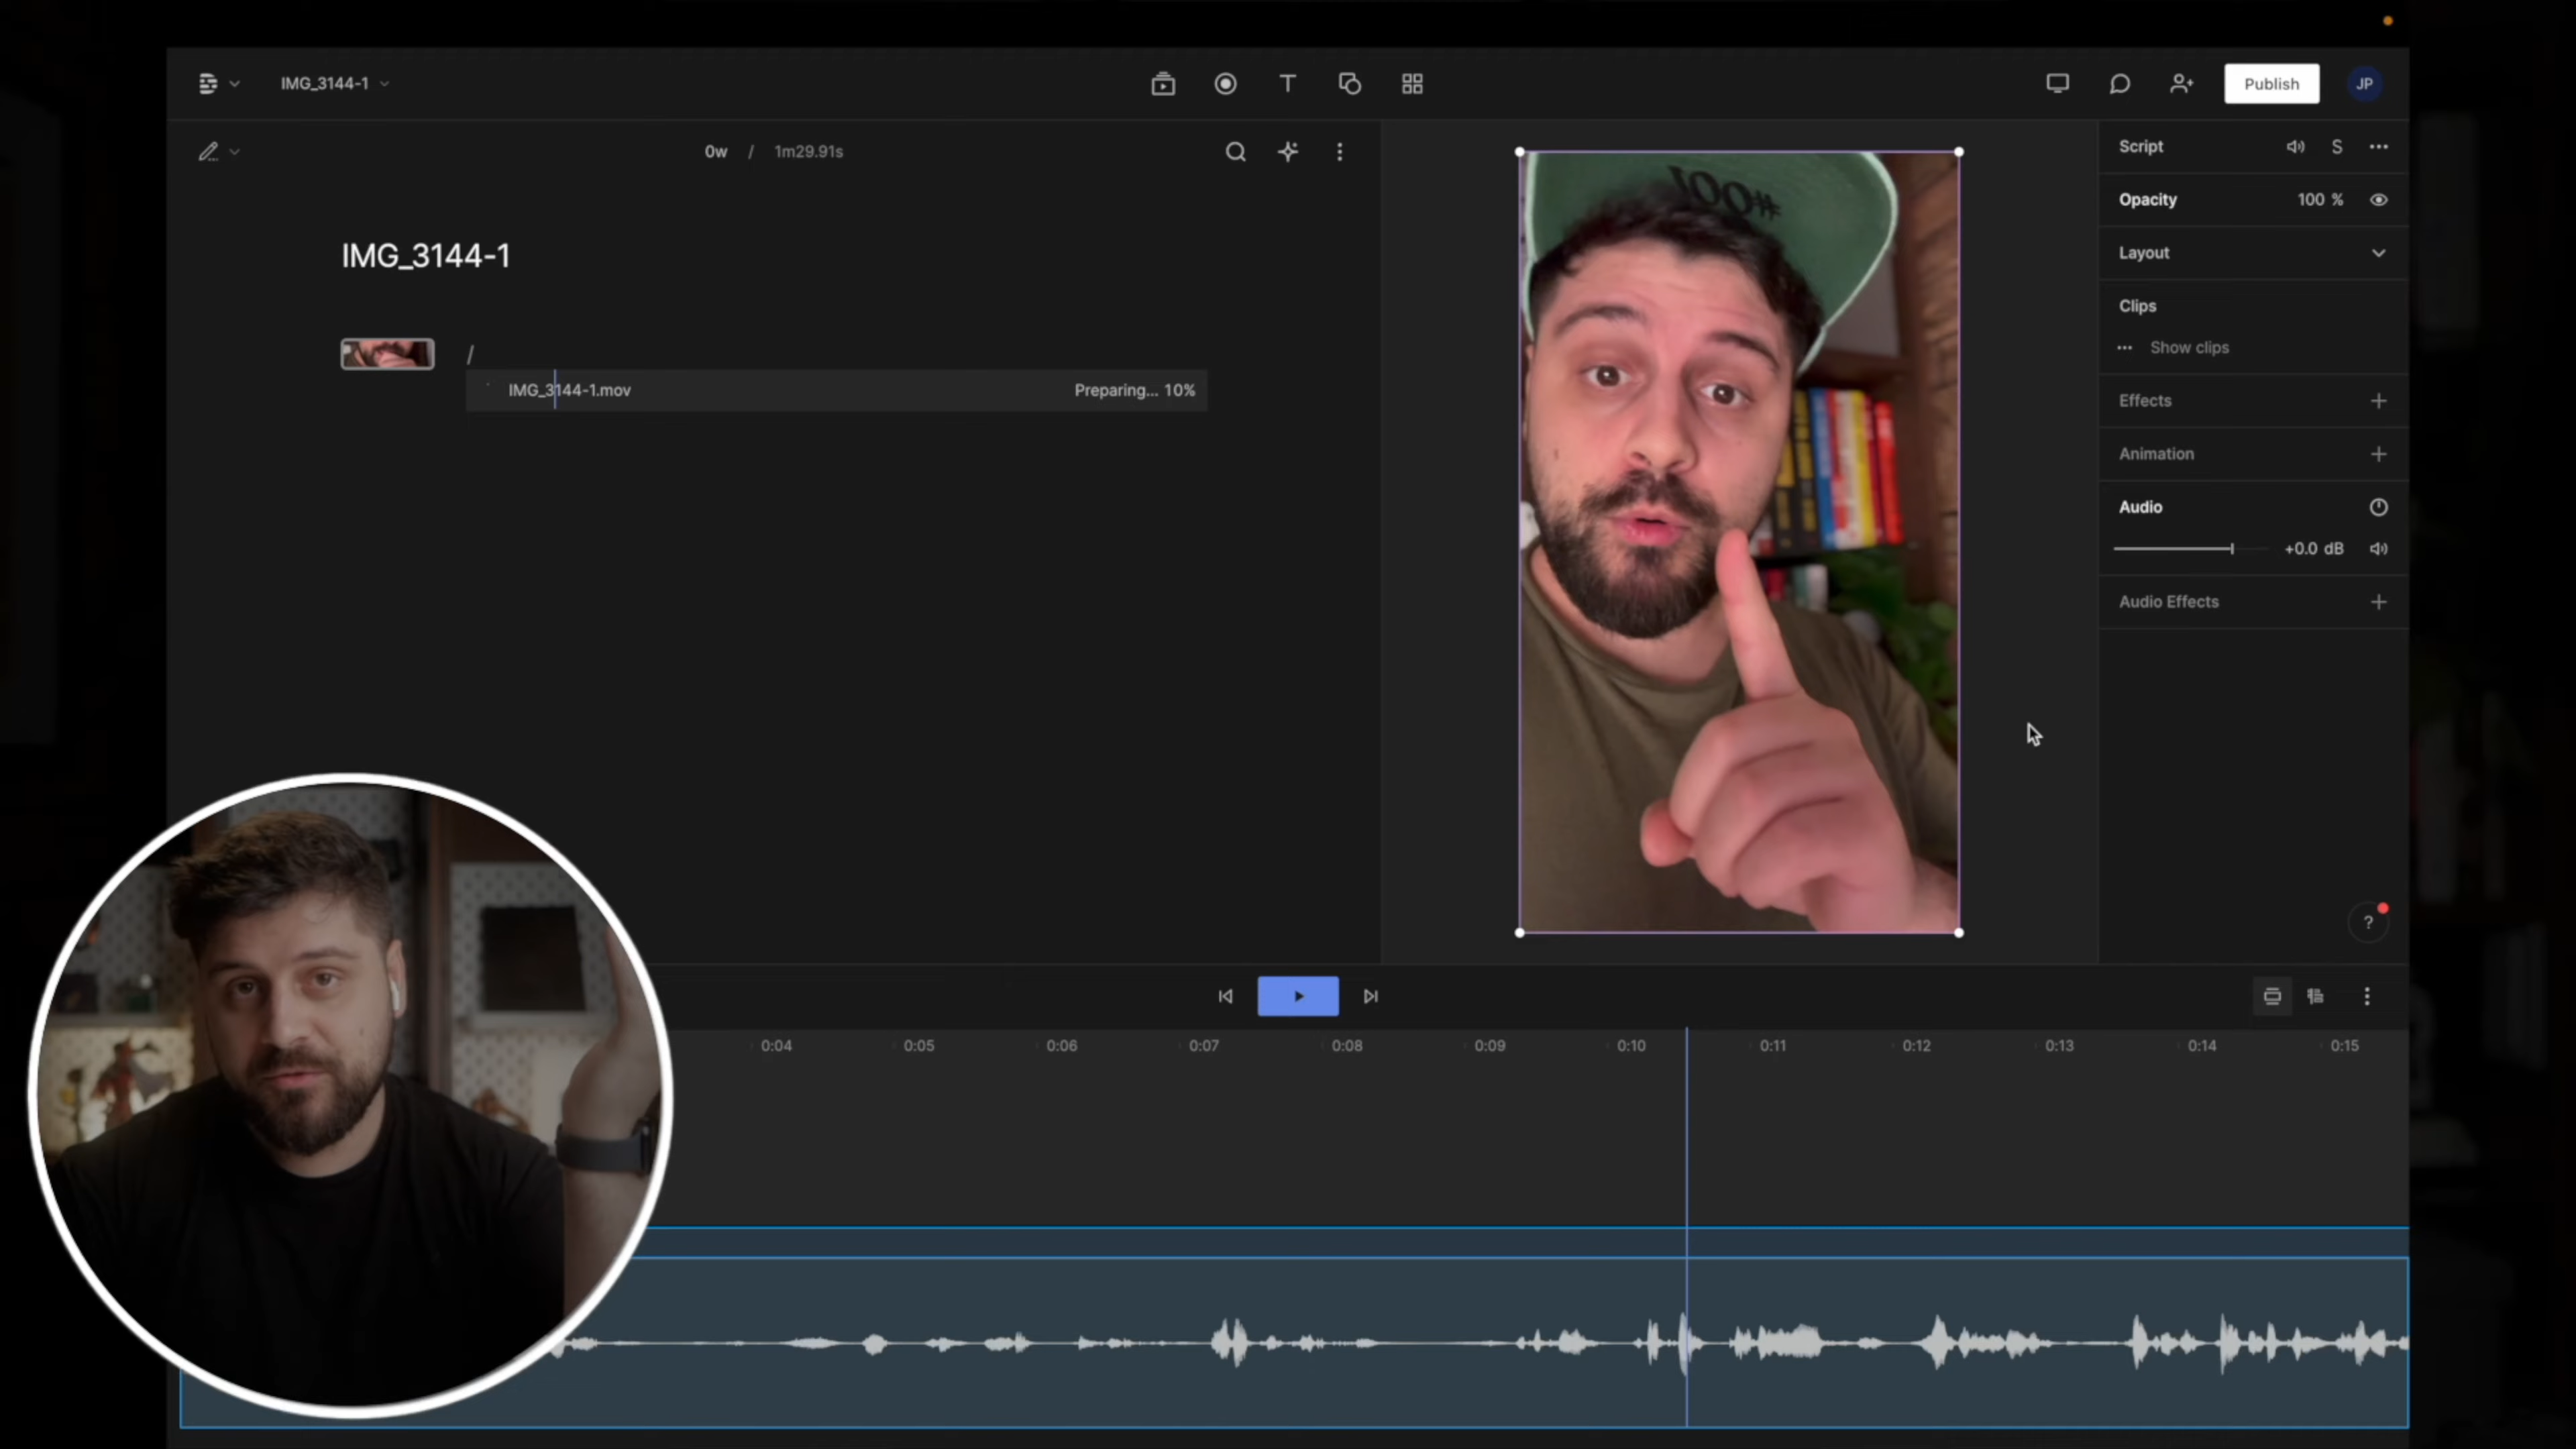 IMG_3144-1
Publish
JP
0w / 1m29.91s
IMG_3144-1
/
IMG_3144-1.mov Preparing... 10%
#001
Script S
Opacity 100 %
Layout
Clips
Show clips
Effects
Animation
Audio
+0.0 dB
Audio Effects
?
0:04 0:05 0:06 0:07 0:08 0:09 0:10 0:11 0:12 0:13 0:14 0:15